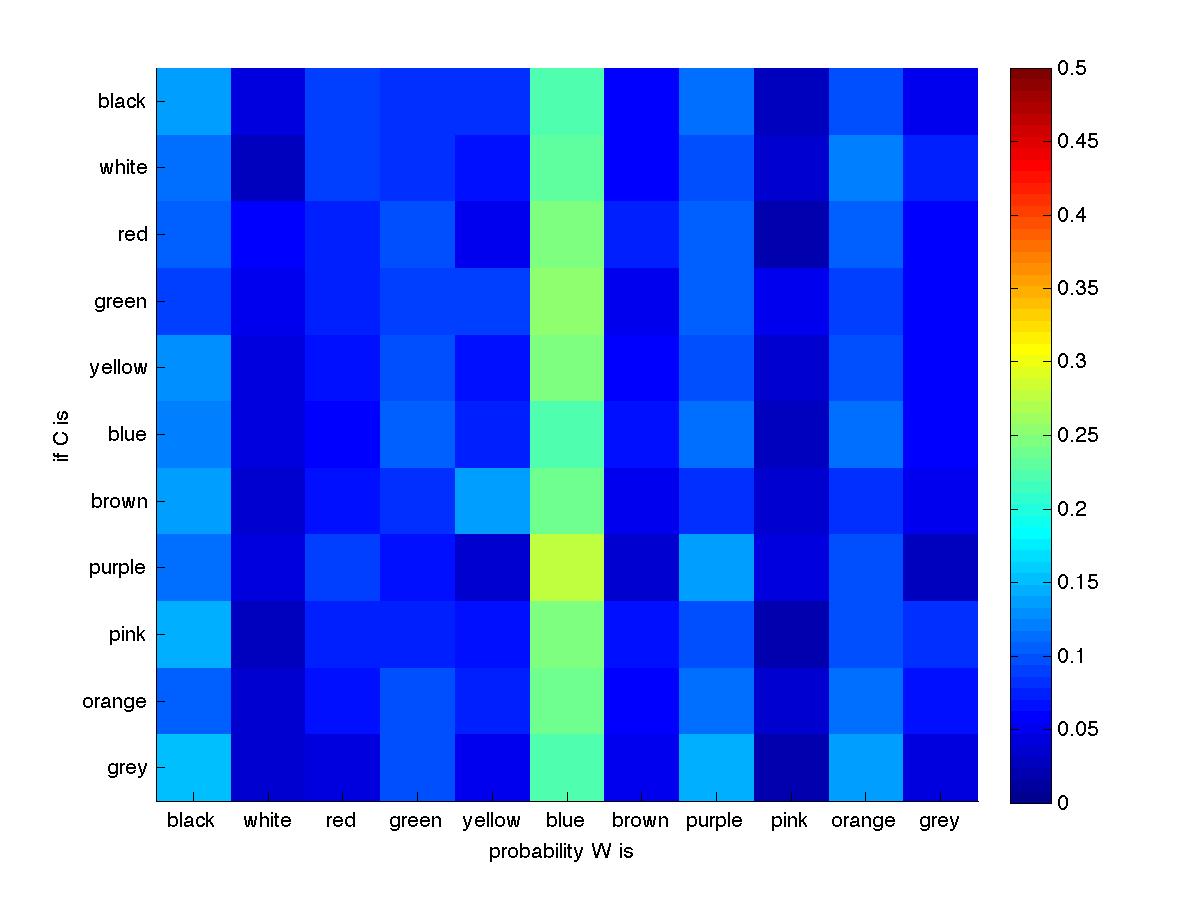 black
white
red
green
yellow
blue
brown
purple
pink
orange
grey
if C is
black white red green yellow blue brown purple pink orange grey
probability W is
0.5
0.45
0.4
0.35
0.3
0.25
0.2
0.15
0.1
0.05
0